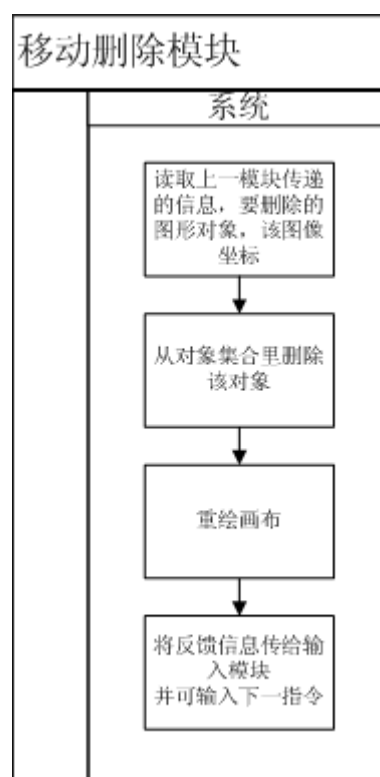 移动删除模块
系统
读取上一模块传递
的信息，要删除的
图形对象，该图像
坐标
从对象集合里删除
该对象
重绘画布
将反馈信息传给输
入模块
并可输入下一指令